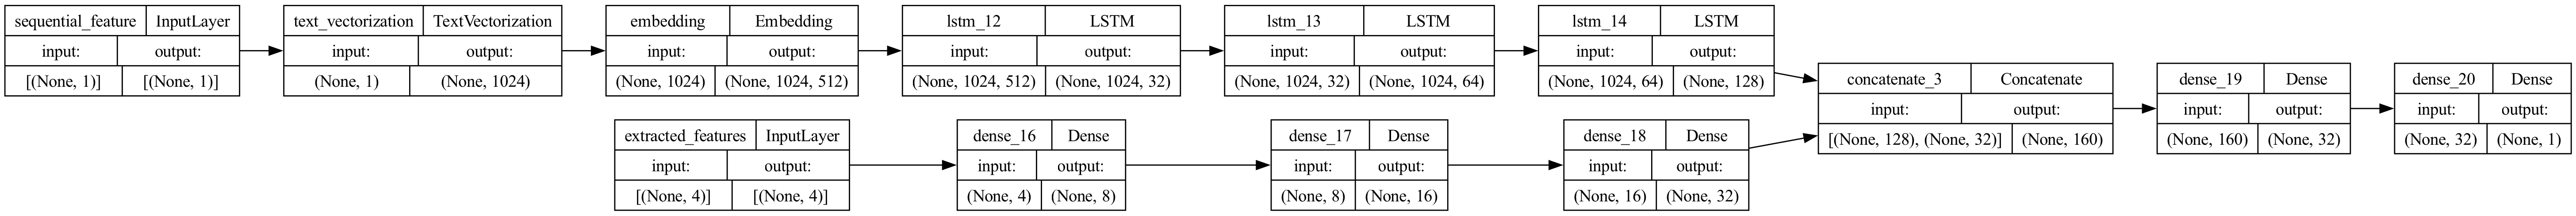 sequential_feature InputLayer
input: output:
[(None, 1)] [(None, 1)]
text_vectorization TextVectorization
input: output:
(None, 1) (None, 1024)
embedding Embedding
input: output:
(None, 1024) (None, 1024, 512)
lstm_12 LSTM
input: output:
(None, 1024, 512) (None, 1024, 32)
lstm_13 LSTM
input: output:
(None, 1024, 32) (None, 1024, 64)
lstm_14 LSTM
input: output:
(None, 1024, 64) (None, 128)
extracted_features InputLayer
input: output:
[(None, 4)] [(None, 4)]
dense_16 Dense
input: output:
(None, 4) (None, 8)
dense_17 Dense
input: output:
(None, 8) (None, 16)
dense_18 Dense
input: output:
(None, 16) (None, 32)
concatenate_3 Concatenate
input: output:
[(None, 128), (None, 32)] (None, 160)
dense_19 Dense
input: output:
(None, 160) (None, 32)
dense_20 Dense
input: output:
(None, 32) (None, 1)